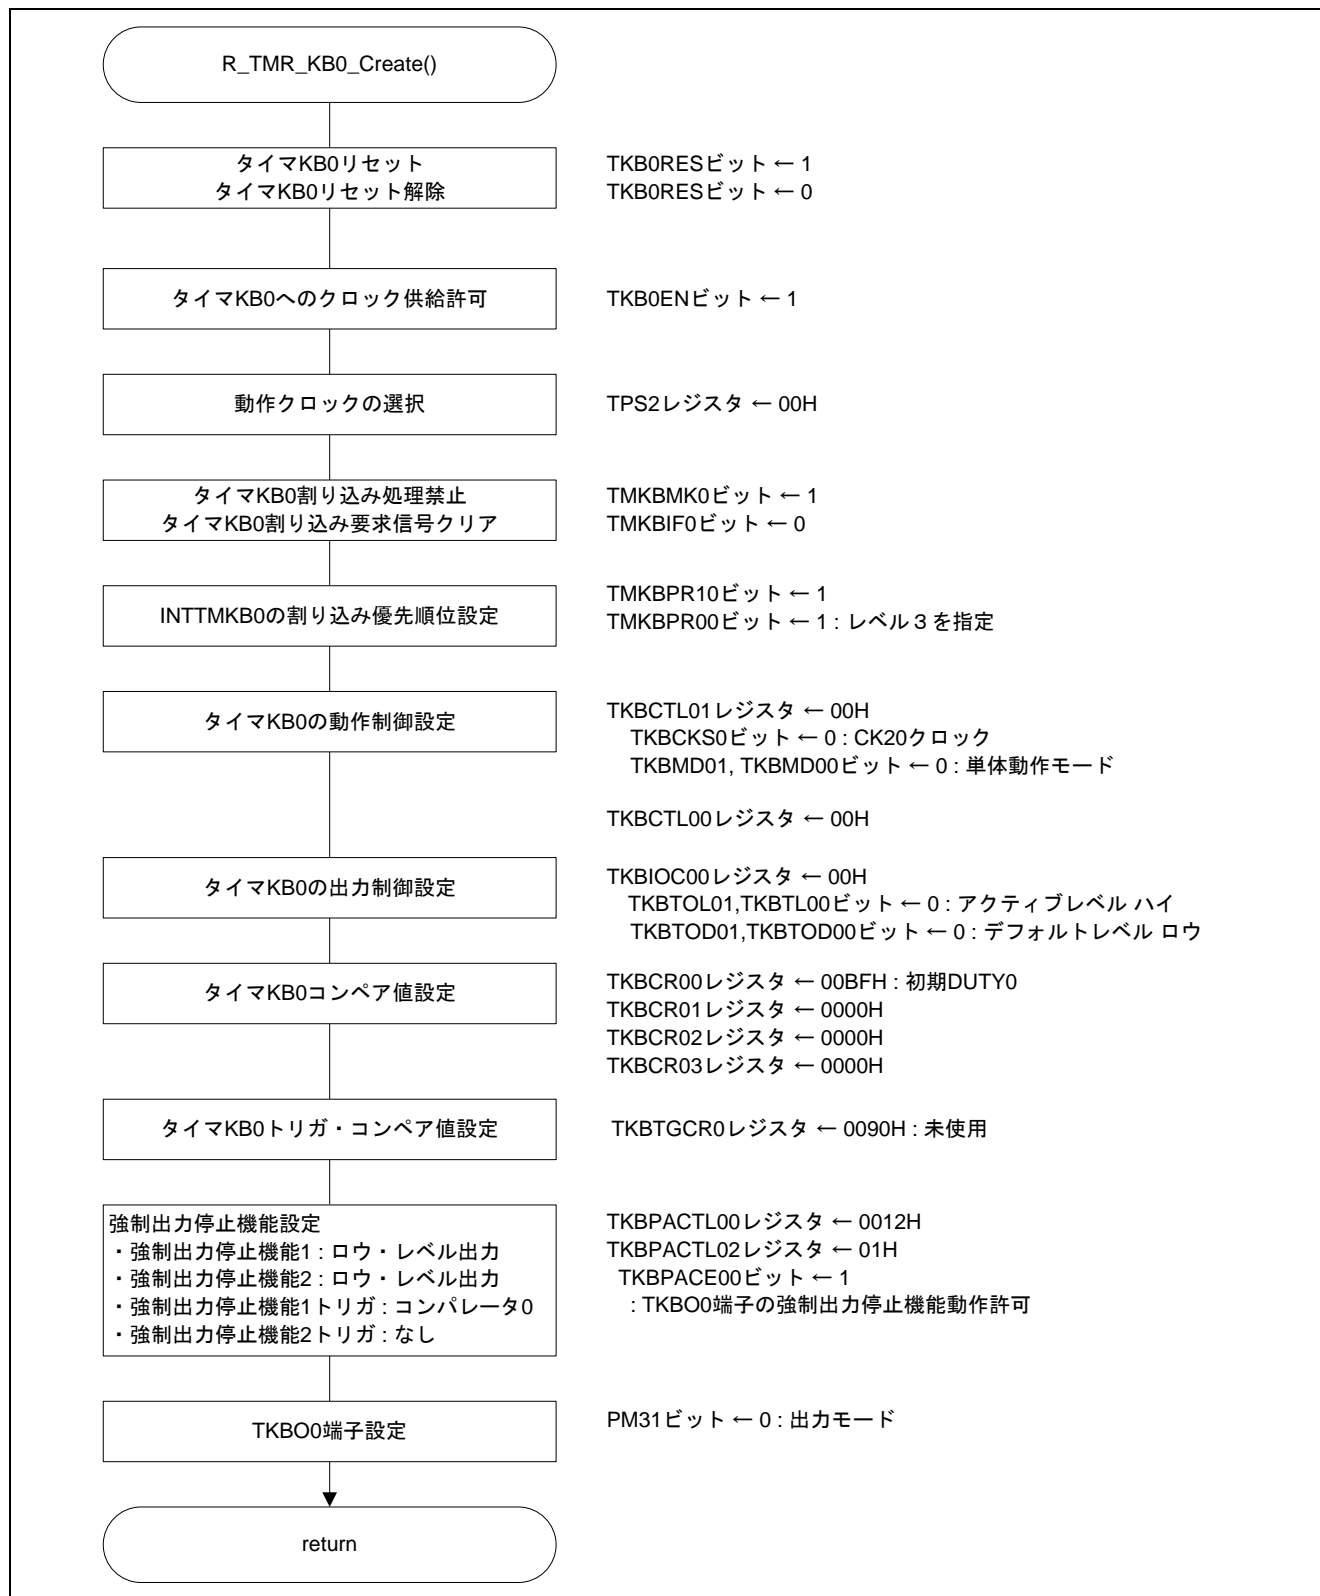 R_TMR_KB0_Create()
タイマKB0リセット
タイマKB0リセット解除
TKB0RESビット ← 1
TKB0RESビット ← 0
タイマKB0へのクロック供給許可
TKB0ENビット ← 1
動作クロックの選択
TPS2レジスタ ← 00H
タイマKB0割り込み処理禁止
タイマKB0割り込み要求信号クリア
TMKBMK0ビット ← 1
TMKBIF0ビット ← 0
INTTMKB0の割り込み優先順位設定
TMKBPR10ビット ← 1
TMKBPR00ビット ← 1 : レベル３を指定
タイマKB0の動作制御設定
TKBCTL01レジスタ ← 00H
TKBCKS0ビット ← 0 : CK20クロック
TKBMD01, TKBMD00ビット ← 0 : 単体動作モード
TKBCTL00レジスタ ← 00H
タイマKB0の出力制御設定
TKBIOC00レジスタ ← 00H
TKBTOL01,TKBTL00ビット ← 0 : アクティブレベル ハイ
TKBTOD01,TKBTOD00ビット ← 0 : デフォルトレベル ロウ
タイマKB0コンペア値設定
TKBCR00レジスタ ← 00BFH : 初期DUTY0
TKBCR01レジスタ ← 0000H
TKBCR02レジスタ ← 0000H
TKBCR03レジスタ ← 0000H
タイマKB0トリガ・コンペア値設定
TKBTGCR0レジスタ ← 0090H : 未使用
強制出力停止機能設定
・強制出力停止機能1 : ロウ・レベル出力
・強制出力停止機能2 : ロウ・レベル出力
・強制出力停止機能1トリガ : コンパレータ0
・強制出力停止機能2トリガ : なし
TKBPACTL00レジスタ ← 0012H
TKBPACTL02レジスタ ← 01H
TKBPACE00ビット ← 1
: TKBO0端子の強制出力停止機能動作許可
TKBO0端子設定
PM31ビット ← 0 : 出力モード
return